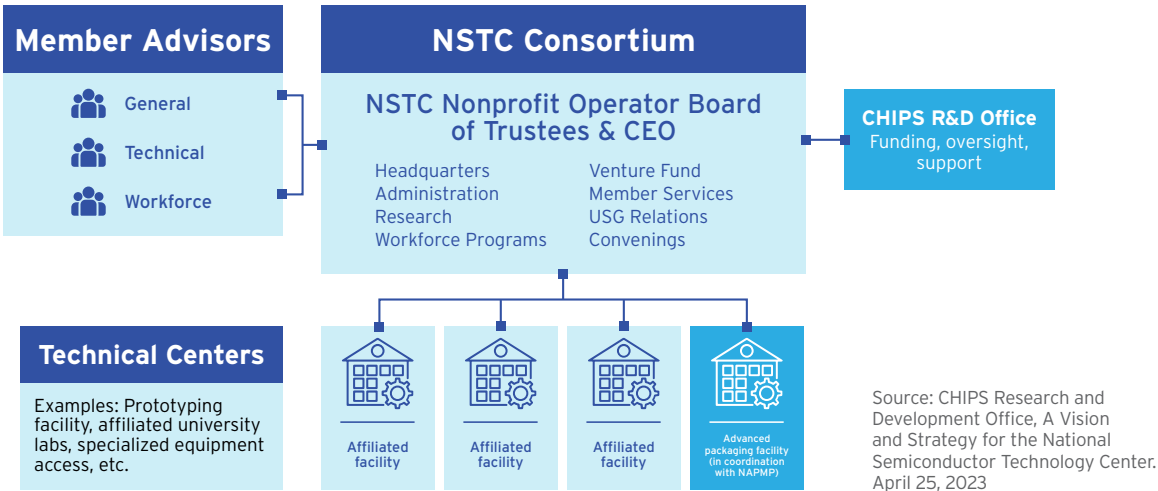 Member Advisors
General
Technical
Workforce
NSTC Consortium
NSTC Nonprofit Operator Board
of Trustees & CEO
Headquarters
Administration
Research
Workforce Programs
Venture Fund
Member Services
USG Relations
Convenings
CHIPS R&D Office
Funding, oversight,
support
Technical Centers
Examples: Prototyping
facility, affiliated university
labs, specialized equipment
access, etc.
Affiliated
facility
Affiliated
facility
Affiliated
facility
Advanced
packaging facility
(in coordination
with NAPMP)
Source: CHIPS Research and
Development Office, A Vision
and Strategy for the National
Semiconductor Technology Center.
April 25, 2023